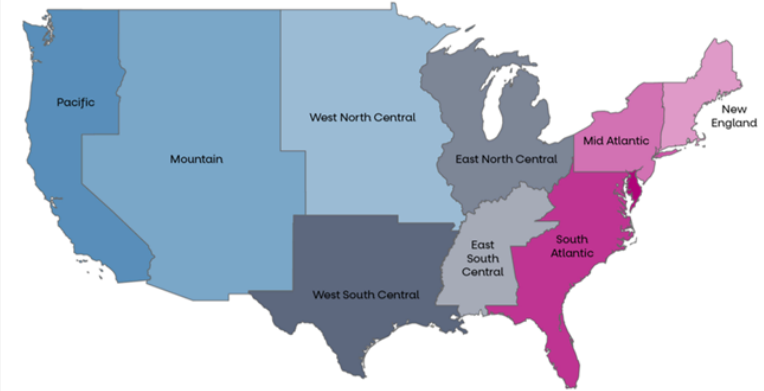 Pacific
Mountain
West North Central
East North Central
Mid Atlantic
New
England
East
South
Central
South
Atlantic
West South Central